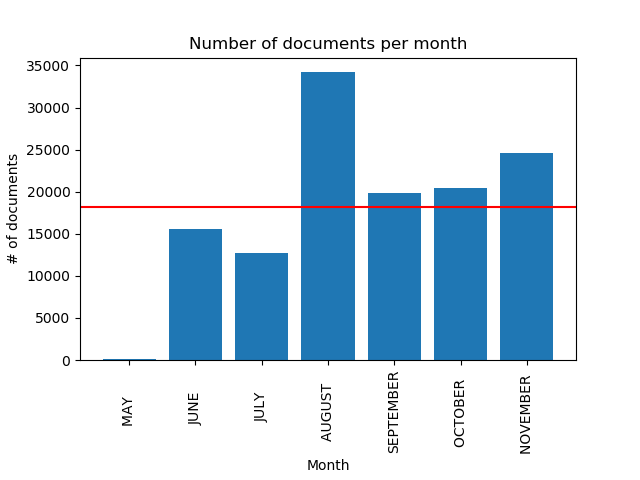 Number of documents per month
# of documents
35000
30000
25000
20000
15000
10000
5000
0
MAY
JUNE
JULY
AUGUST
SEPTEMBER
OCTOBER
NOVEMBER
Month